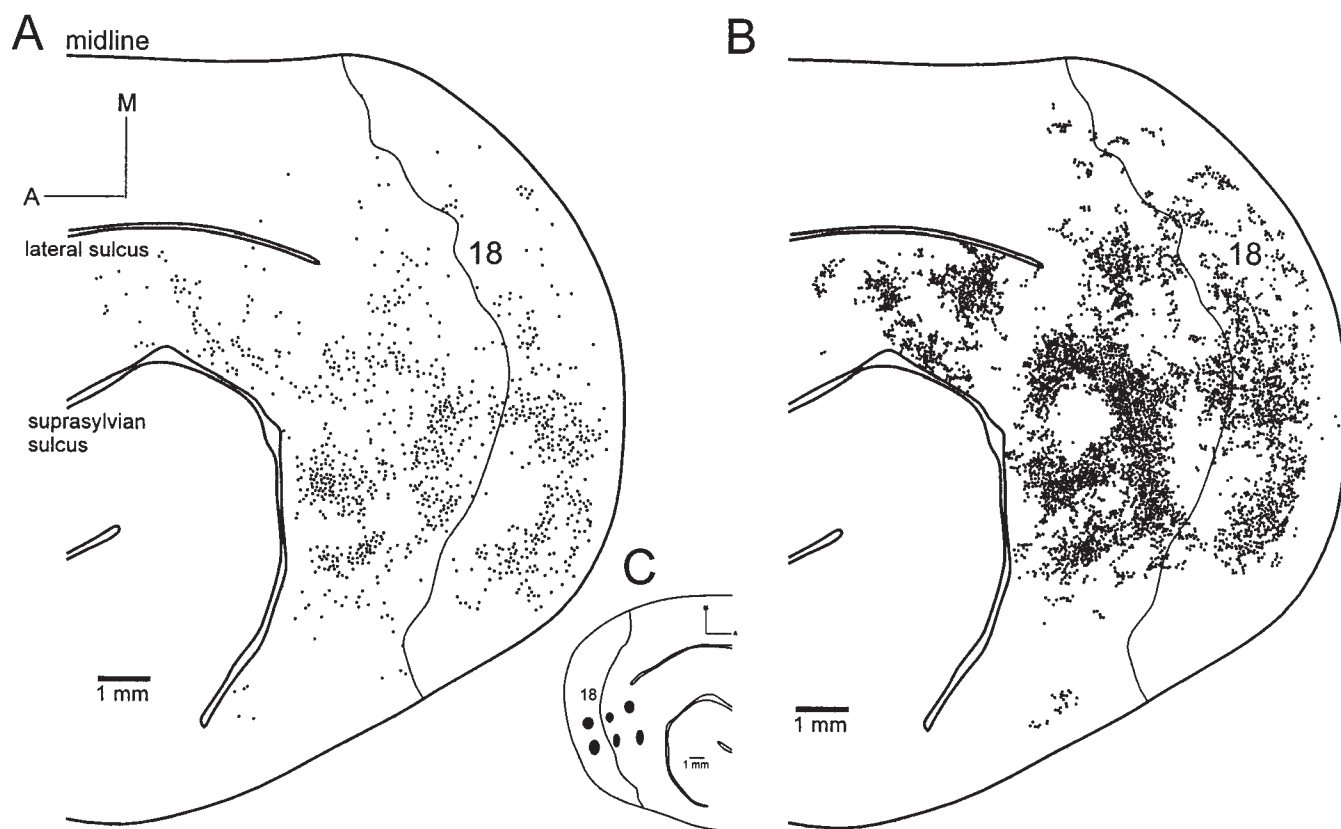 A
midline
B
M
A
lateral sulcus
18
18
suprasylvian
sulcus
C
18
1 mm
1 mm
1 mm